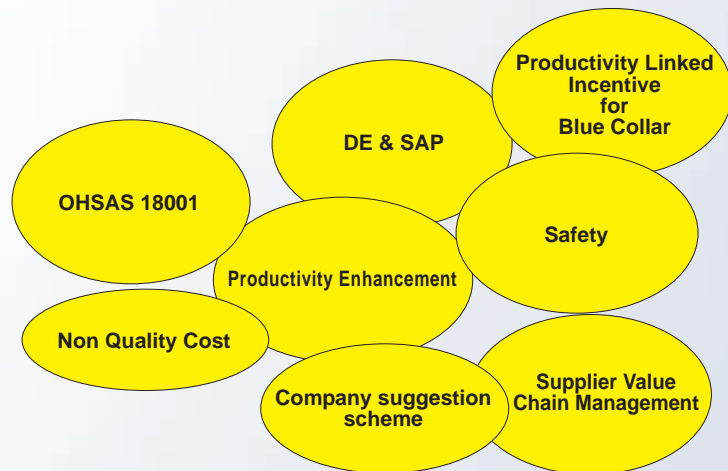 Productivity Linked
Incentive
for
Blue Collar
DE & SAP
OHSAS 18001
Safety
Productivity Enhancement
Non Quality Cost
Company suggestion
scheme
Supplier Value
Chain Management